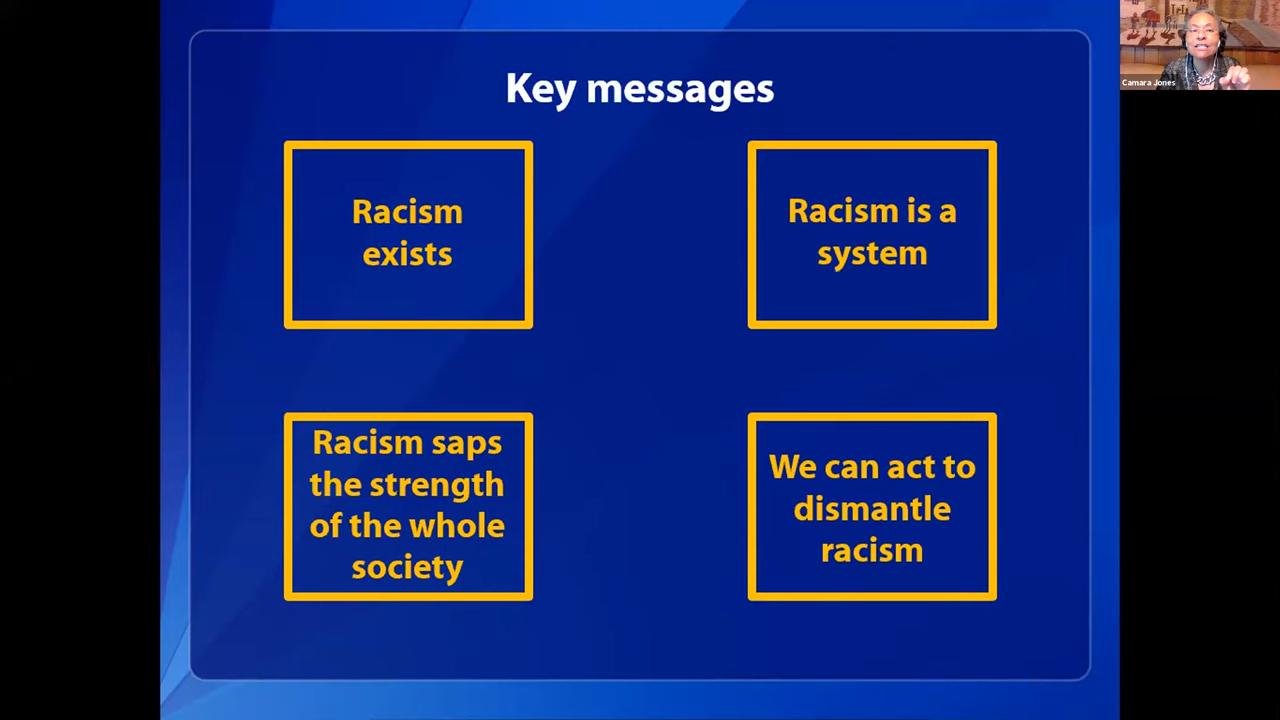 Key messages
Racism
exists
Racism is a
system
Racism saps
the strength
of the whole
society
We can act to
dismantle
racism
Camara Jones